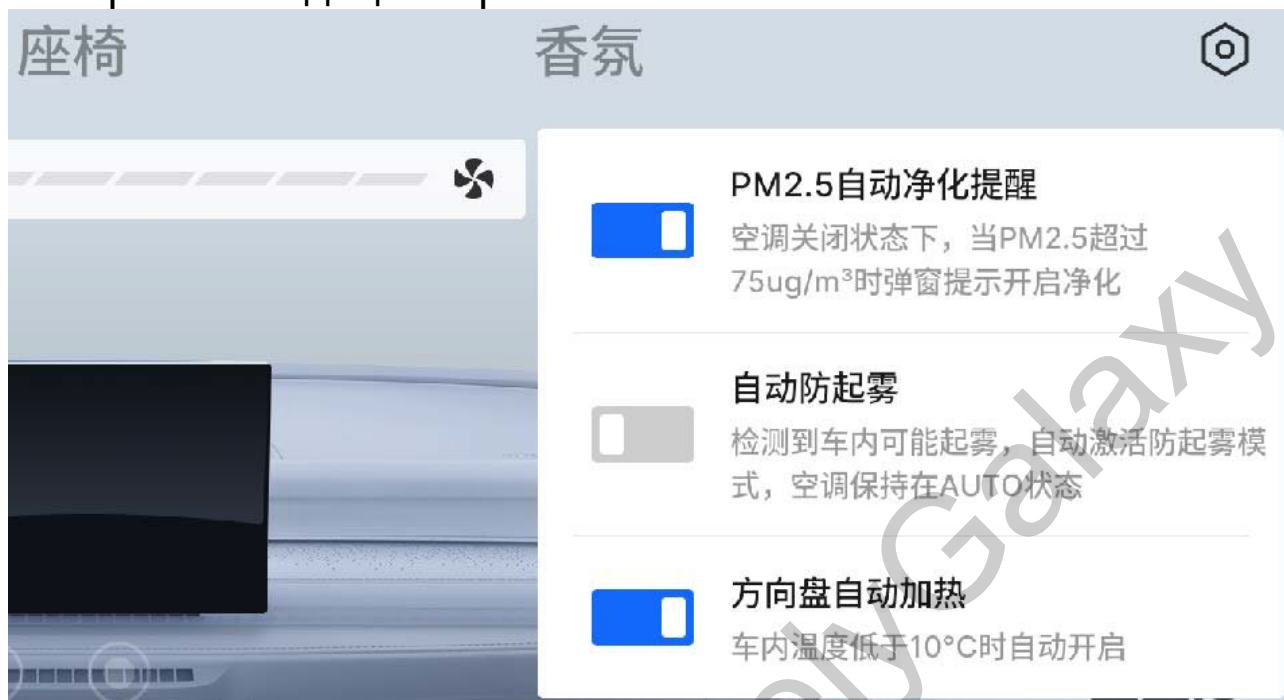 座椅
香氛
PM2.5自动净化提醒
空调关闭状态下，当PM2.5超过
75ug/m³时弹窗提示开启净化
自动防起雾
检测到车内可能起雾，自动激活防起雾模
式，空调保持在AUTO状态
方向盘自动加热
车内温度低于10°C时自动开启
ely Galaxy